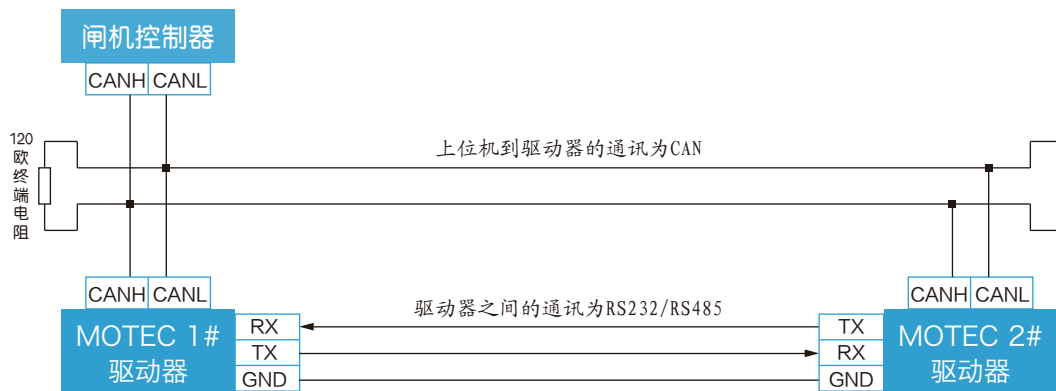 闸机控制器
CANH CANL
120
欧
终
端
电
阻
上位机到驱动器的通讯为CAN
CANH CANL
CANH CANL
驱动器之间的通讯为RS232/RS485
MOTEC 1#
驱动器
RX
TX
GND
TX
RX
GND
MOTEC 2#
驱动器